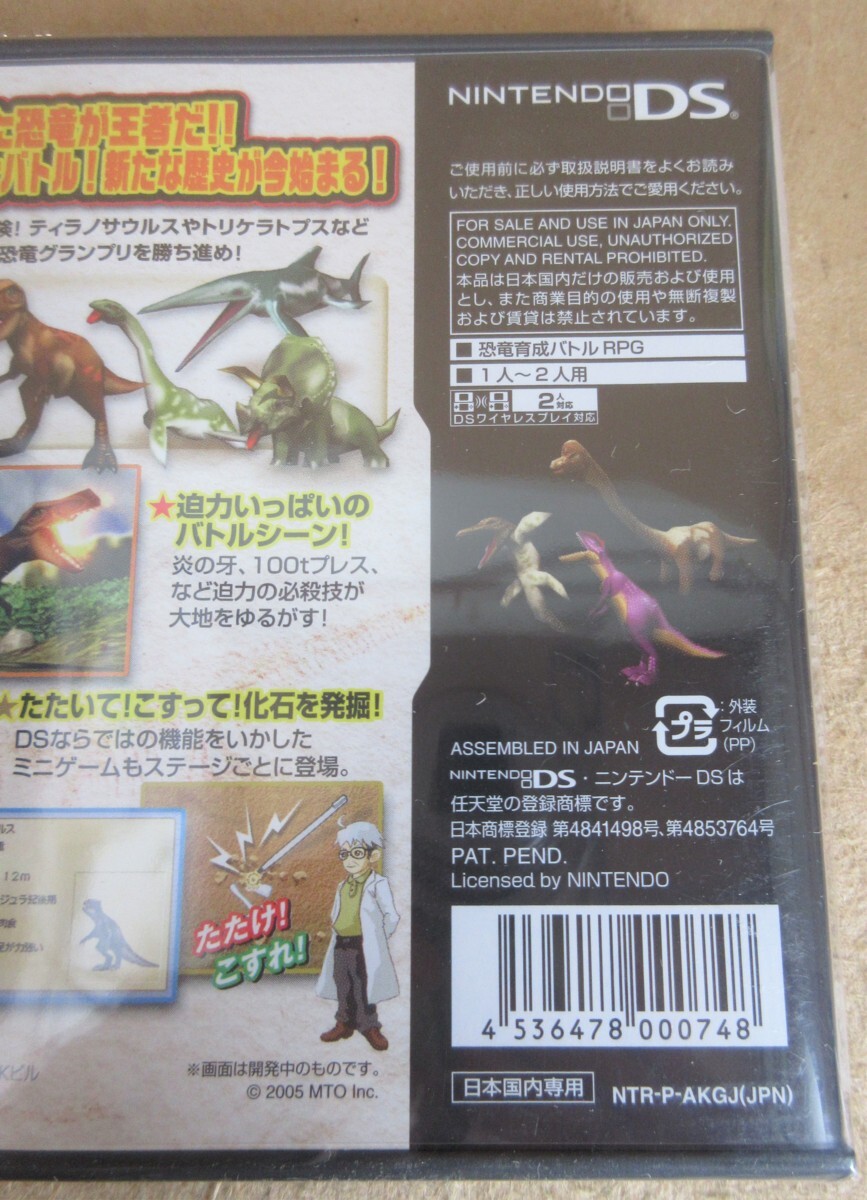 た恐竜が王者だ!!
バトル!新たな歴史が今始まる!
険! ティラノサウルスやトリケラトプスなど
恐竜グランプリを勝ち進め!
★迫力いっぱいの
バトルシーン!
炎の牙、100tプレス、
など迫力の必殺技が
大地をゆるがす!
★たたいて!こすって!化石を発掘!
DSならではの機能をいかした
ミニゲームもステージごとに登場。
ルス
12m
たたけ!
こすれ!
Kビル
※画面は開発中のものです。
© 2005 MTO Inc.
NINTENDO DS®
ご使用前に必ず取扱説明書をよくお読み
いただき、正しい使用方法でご愛用ください。
FOR SALE AND USE IN JAPAN ONLY.
COMMERCIAL USE, UNAUTHORIZED
COPY AND RENTAL PROHIBITED.
本品は日本国内だけの販売および使用
とし、また商業目的の使用や無断複製
および賃貸は禁止されています。
■ 恐竜育成バトル RPG
■ 1人~2人用
2人対応
DSワイヤレスプレイ対応
プラ
:外装
フィルム
(PP)
ASSEMBLED IN JAPAN
NINTENDO DS・ニンテンドーDSは
任天堂の登録商標です。
日本商標登録 第4841498号、第4853764号
PAT. PEND.
Licensed by NINTENDO
4 536478 000748
日本国内専用
NTR-P-AKGJ(JPN)